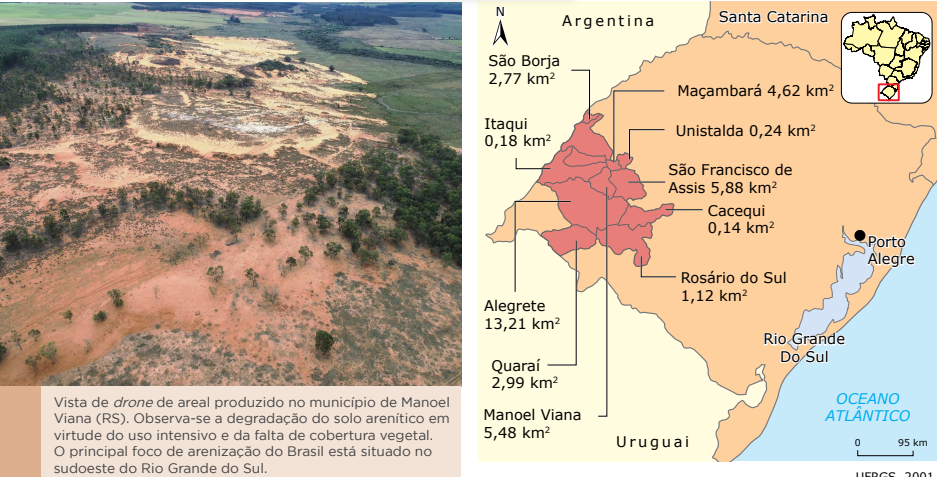 Vista de drone de areal produzido no município de Manoel
Viana (RS). Observa-se a degradação do solo arenítico em
virtude do uso intensivo e da falta de cobertura vegetal.
O principal foco de arenização do Brasil está situado no
sudoeste do Rio Grande do Sul.
N
Argentina
Santa Catarina
São Borja
2,77 km²
Maçambará 4,62 km²
Itaqui
0,18 km²
Unistalda 0,24 km²
São Francisco de
Assis 5,88 km²
Cacequi
0,14 km²
Porto
Alegre
Rosário do Sul
1,12 km²
Alegrete
13,21 km²
Rio Grande
Do Sul
Quaraí
2,99 km²
Manoel Viana
5,48 km²
OCEANO
ATLÂNTICO
Uruguai
0 95 km
UFRGS, 2001